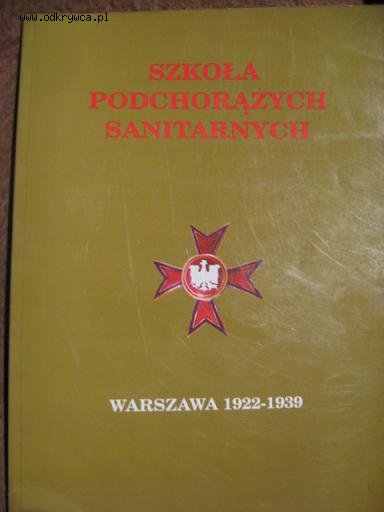 www.odkrywca.pl
SZKOŁA
PODCHORĄŻYCH
SANITARNYCH
WARSZAWA 1922-1939